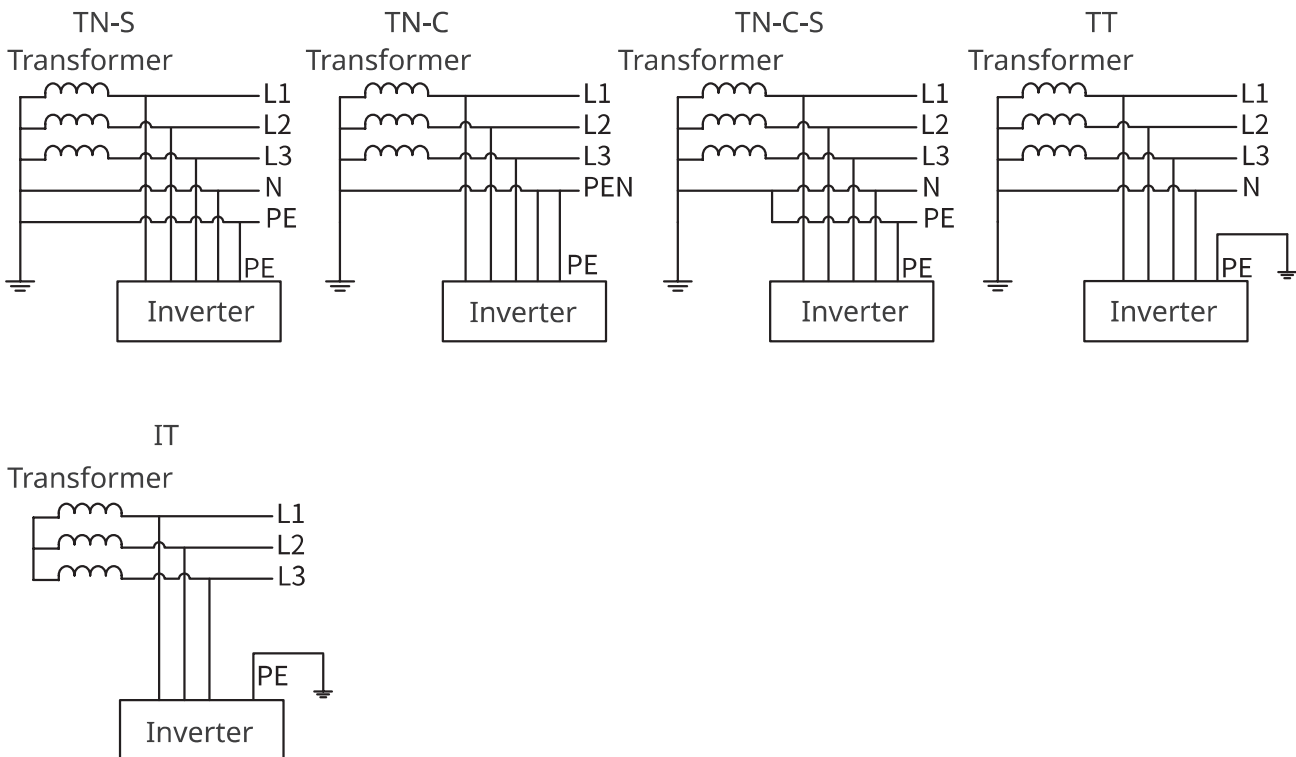 TN-S
Transformer
L1
L2
L3
N
PE
PE
Inverter
TN-C
Transformer
L1
L2
L3
PEN
PE
Inverter
TN-C-S
Transformer
L1
L2
L3
N
PE
PE
Inverter
TT
Transformer
L1
L2
L3
N
PE
Inverter
IT
Transformer
L1
L2
L3
PE
Inverter